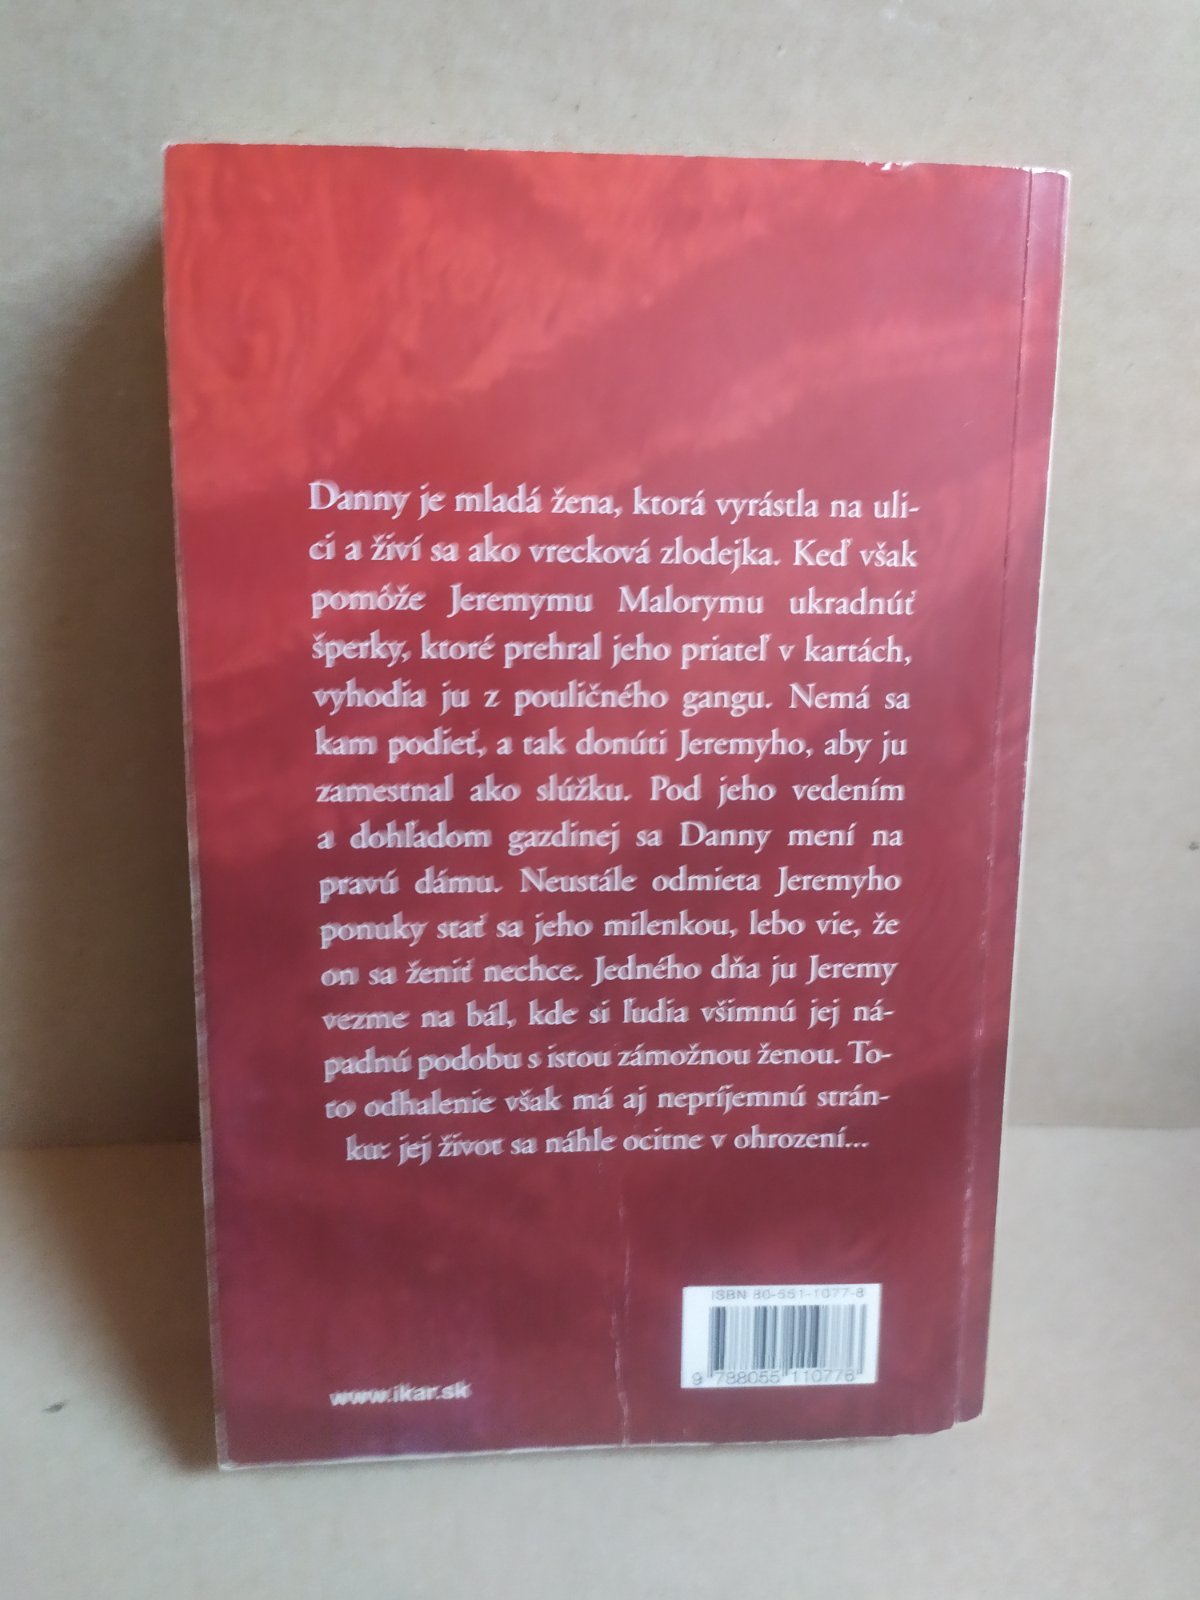 Danny je mladá žena, ktorá vyrástla na uli-
ci a živí sa ako vrecková zlodejka. Keď však
pomôže Jeremymu Malorymu ukradnúť
šperky, ktoré prehral jeho priateľ v kartách,
vyhodia ju z pouličného gangu. Nemá sa
kam podieť, a tak donúti Jeremyho, aby ju
zamestnal ako slúžku. Pod jeho vedením
a dohľadom gazdinej sa Danny mení na
pravú dámu. Neustále odmieta Jeremyho
ponuky stať sa jeho milenkou, lebo vie, že
on sa ženiť nechce. Jedného dňa ju Jeremy
vezme na bál, kde si ľudia všimnú jej ná-
padnú podobu s istou zámožnou ženou. To-
to odhalenie však má aj nepríjemnú strán-
ku: jej život sa náhle ocitne v ohrození...
ISBN 80-551-1077-8
9 788055 110776
www.ikar.sk